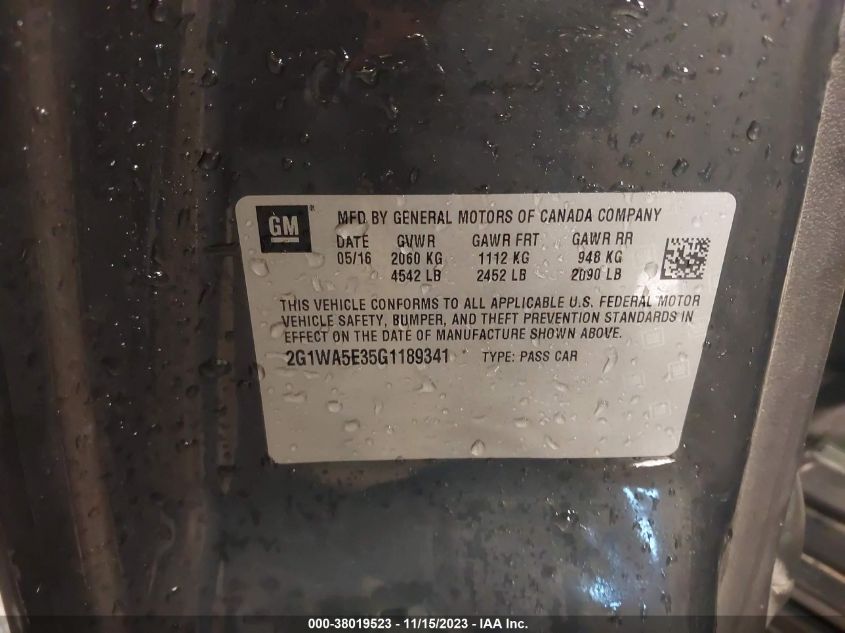 GM ® MFD BY GENERAL MOTORS OF CANADA COMPANY
DATE GVWR GAWR FRT GAWR RR
05/16 2060 KG 1112 KG 948 KG
4542 LB 2452 LB 2090 LB
THIS VEHICLE CONFORMS TO ALL APPLICABLE U.S. FEDERAL MOTOR
VEHICLE SAFETY, BUMPER, AND THEFT PREVENTION STANDARDS IN
EFFECT ON THE DATE OF MANUFACTURE SHOWN ABOVE.
2G1WA5E35G1189341 * TYPE: PASS CAR
000-38019523 - 11/15/2023 - IAA Inc.